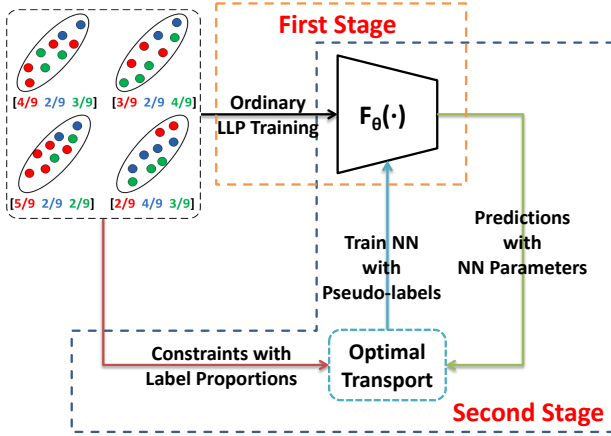 First Stage
[4/9 2/9 3/9]
[3/9 2/9 4/9]
Ordinary
LLP Training
F_θ(·)
[5/9 2/9 2/9]
[2/9 4/9 3/9]
Train NN
with
Pseudo-labels
Predictions
with
NN Parameters
Constraints with
Label Proportions
Optimal
Transport
Second Stage